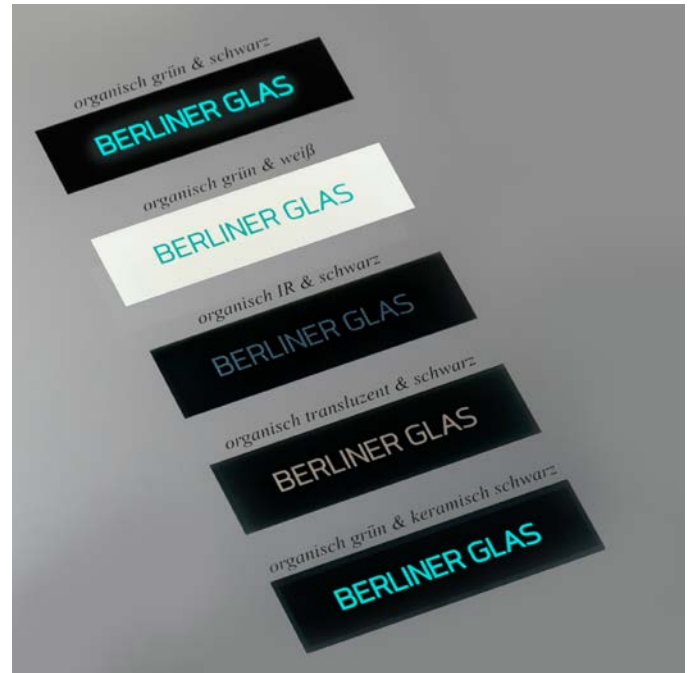 organisch grün & schwarz
BERLINER GLAS
organisch grün & weiß
BERLINER GLAS
organisch IR & schwarz
BERLINER GLAS
organisch transluzent & schwarz
BERLINER GLAS
organisch grün & keramisch schwarz
BERLINER GLAS